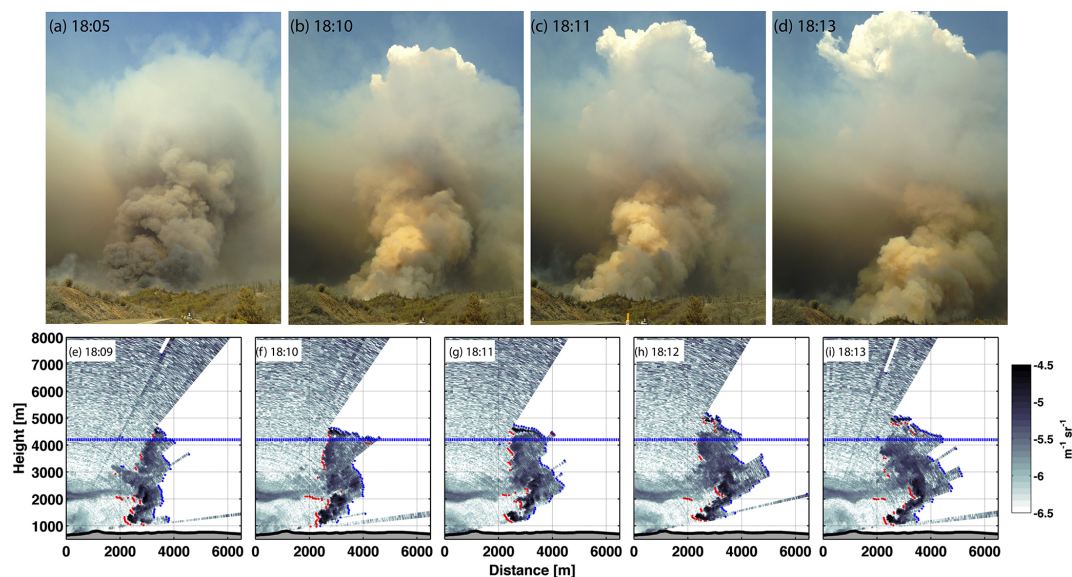 (a) 18:05
(b) 18:10
(c) 18:11
(d) 18:13
Height [m]
8000
7000
6000
5000
4000
3000
2000
1000
(e) 18:09
(f) 18:10
(g) 18:11
(h) 18:12
(i) 18:13
-4.5
-5
-5.5
-6
-6.5
m⁻¹ sr⁻¹
0 2000 4000 6000
0 2000 4000 6000
0 2000 4000 6000
0 2000 4000 6000
0 2000 4000 6000
Distance [m]